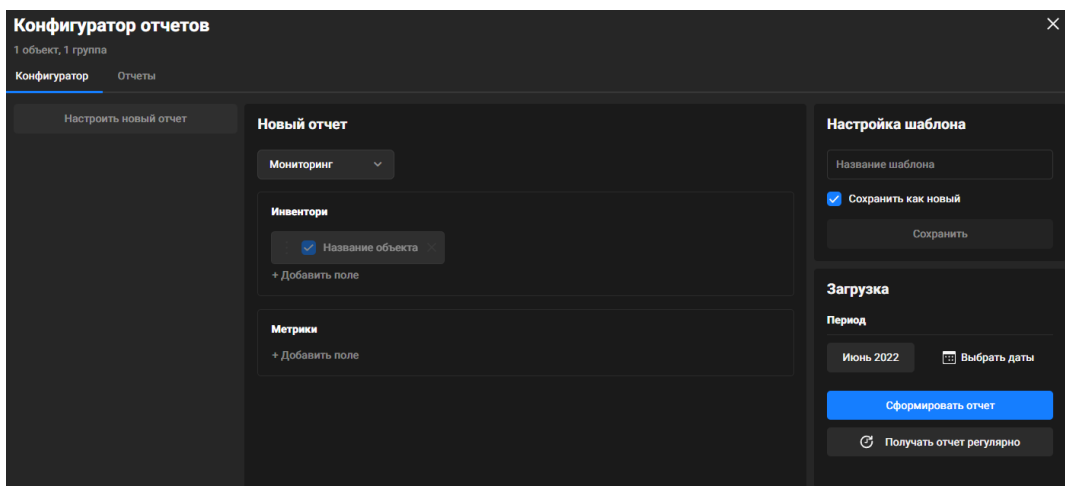 Конфигуратор отчетов
1 объект, 1 группа
Конфигуратор Отчеты
Настроить новый отчет
Новый отчет
Мониторинг
Инвентори
Название объекта
+ Добавить поле
Метрики
+ Добавить поле
Настройка шаблона
Название шаблона
Сохранить как новый
Сохранить
Загрузка
Период
Июнь 2022 Выбрать даты
Сформировать отчет
Получать отчет регулярно